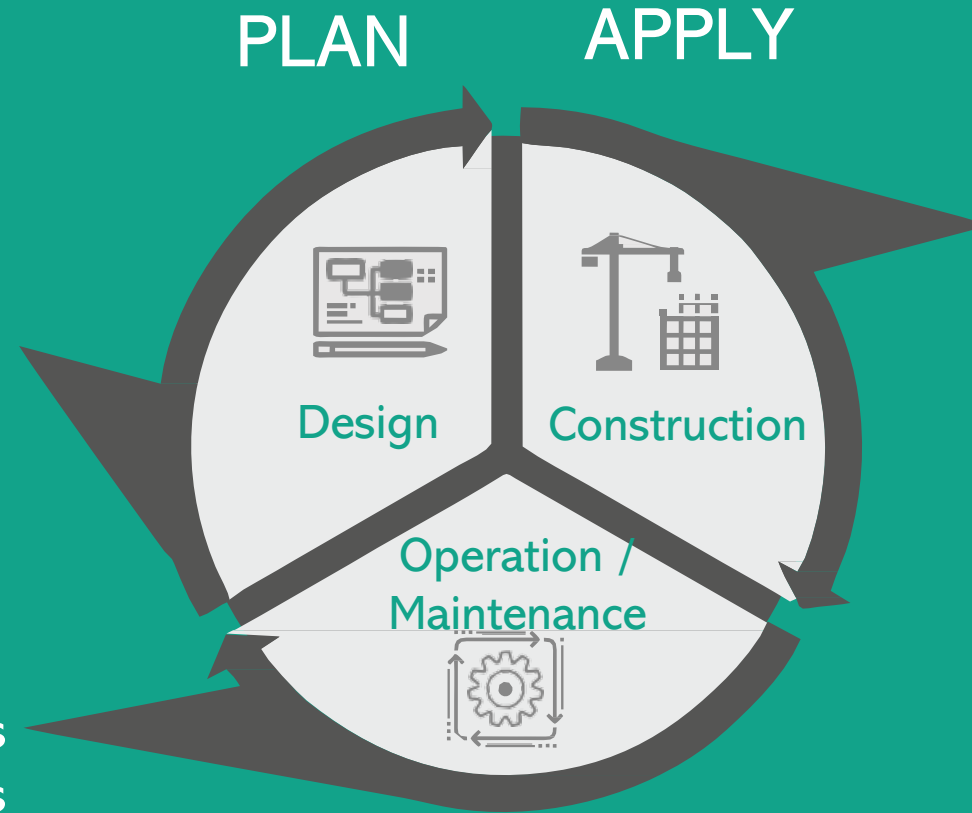 PLAN
APPLY
Design
Construction
Operation /
Maintenance
s
s